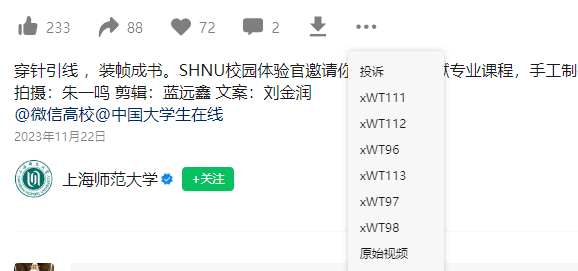 233 88 72 2
投诉
穿针引线 ，装帧成书。SHNU校园体验官邀请你 专业课程，手工制
拍摄：朱一鸣 剪辑：蓝远鑫 文案：刘金润
@微信高校@中国大学生在线
2023年11月22日
上海师范大学 +关注
xWT111
xWT112
xWT96
xWT113
xWT97
xWT98
原始视频